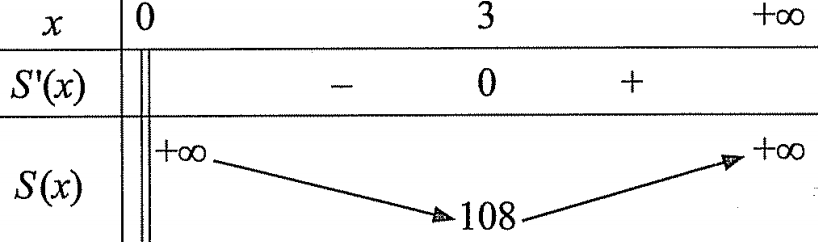 x 0 3 +∞
S'(x) − 0 +
+∞ +∞
S(x)
108